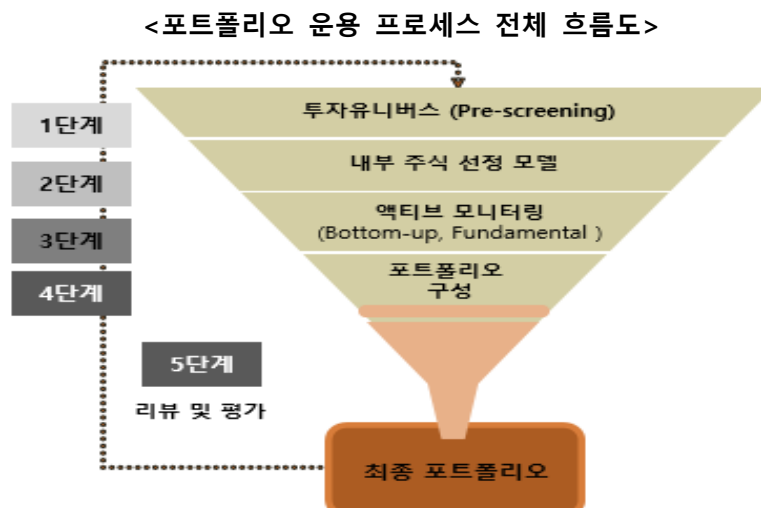 <포트폴리오 운용 프로세스 전체 흐름도>
1단계
투자유니버스 (Pre-screening)
2단계
내부 주식 선정 모델
3단계
액티브 모니터링
(Bottom-up, Fundamental )
4단계
포트폴리오
구성
5단계
리뷰 및 평가
최종 포트폴리오